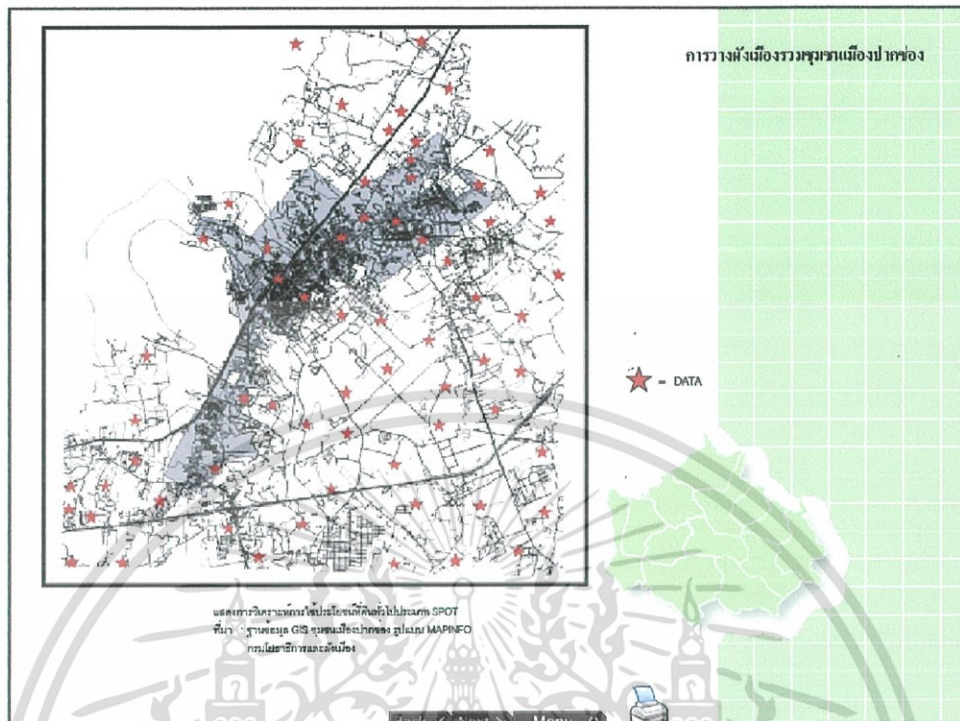 การวางผังเมืองรวมชุมชนเมืองปากช่อง
= DATA
แสดงการวิเคราะห์การใช้ประโยชน์ที่ดินทั่วไปประเภท SPOT
ที่มา : ฐานข้อมูล GIS ชุมชนเมืองปากช่อง รูปแบบ MAPINFO
กรมโยธาธิการและผังเมือง
Next >> Menu